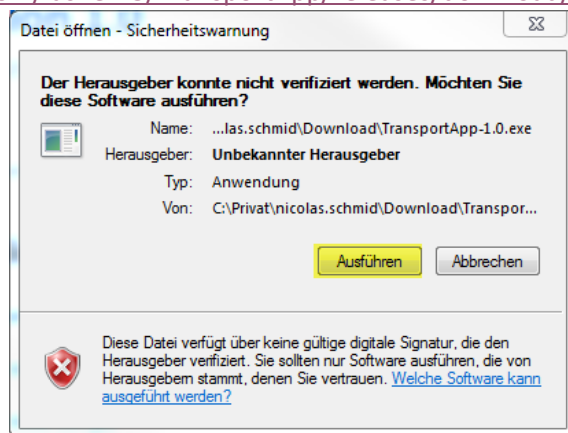 Datei öffnen - Sicherheitswarnung
Der Herausgeber konnte nicht verifiziert werden. Möchten Sie
diese Software ausführen?
Name: ...las.schmid\Download\TransportApp-1.0.exe
Herausgeber: Unbekannter Herausgeber
Typ: Anwendung
Von: C:\Privat\nicolas.schmid\Download\Transpor...
Ausführen Abbrechen
Diese Datei verfügt über keine gültige digitale Signatur, die den
Herausgeber verifiziert. Sie sollten nur Software ausführen, die von
Herausgebern stammt, denen Sie vertrauen. Welche Software kann
ausgeführt werden?